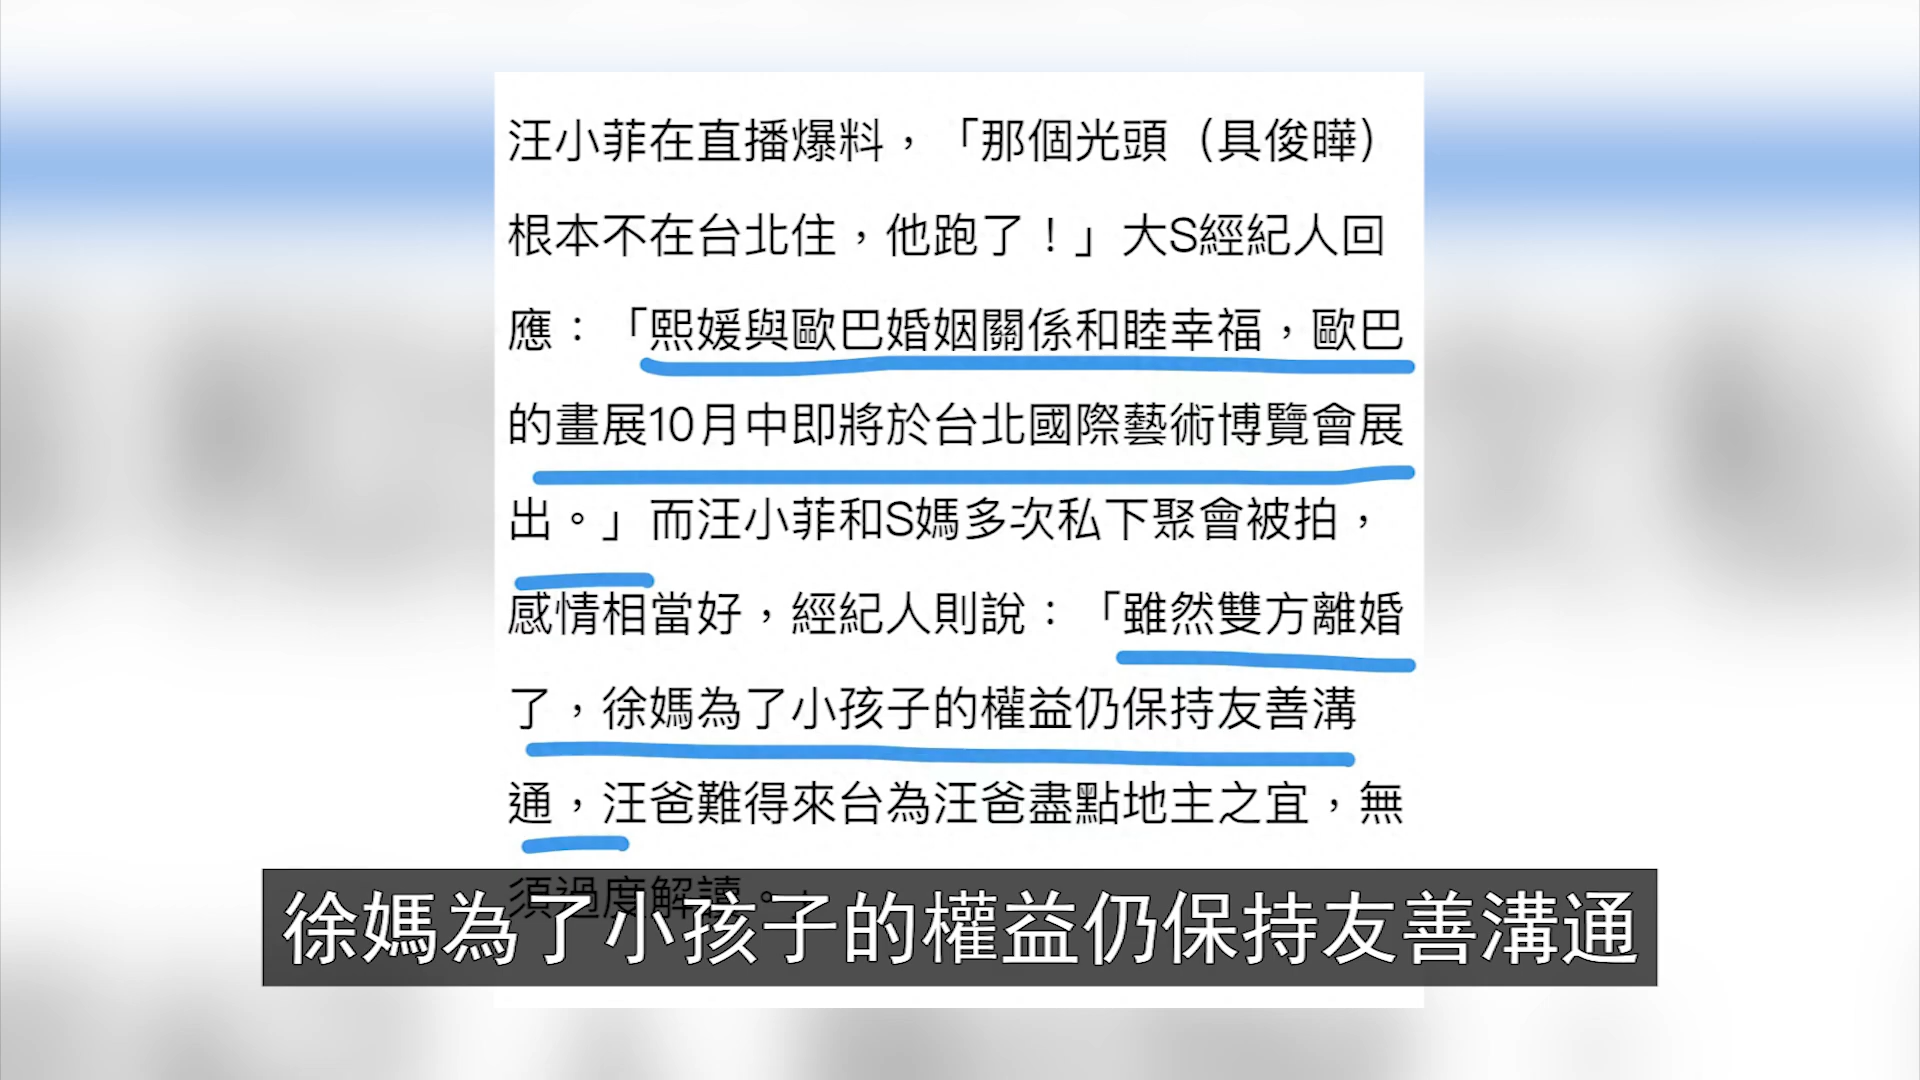 汪小菲在直播爆料，「那個光頭（具俊曄）
根本不在台北住，他跑了！」大S經紀人回
應：「熙媛與歐巴婚姻關係和睦幸福，歐巴
的畫展10月中即將於台北國際藝術博覽會展
出。」而汪小菲和S媽多次私下聚會被拍，
感情相當好，經紀人則說：「雖然雙方離婚
了，徐媽為了小孩子的權益仍保持友善溝
通，汪爸難得來台為汪爸盡點地主之宜，無
須過度解讀。」
徐媽為了小孩子的權益仍保持友善溝通